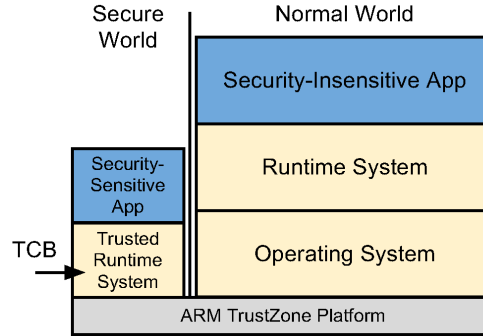 Secure
World
Normal World
Security-Insensitive App
Security-
Sensitive
App
Runtime System
TCB
Trusted
Runtime
System
Operating System
ARM TrustZone Platform